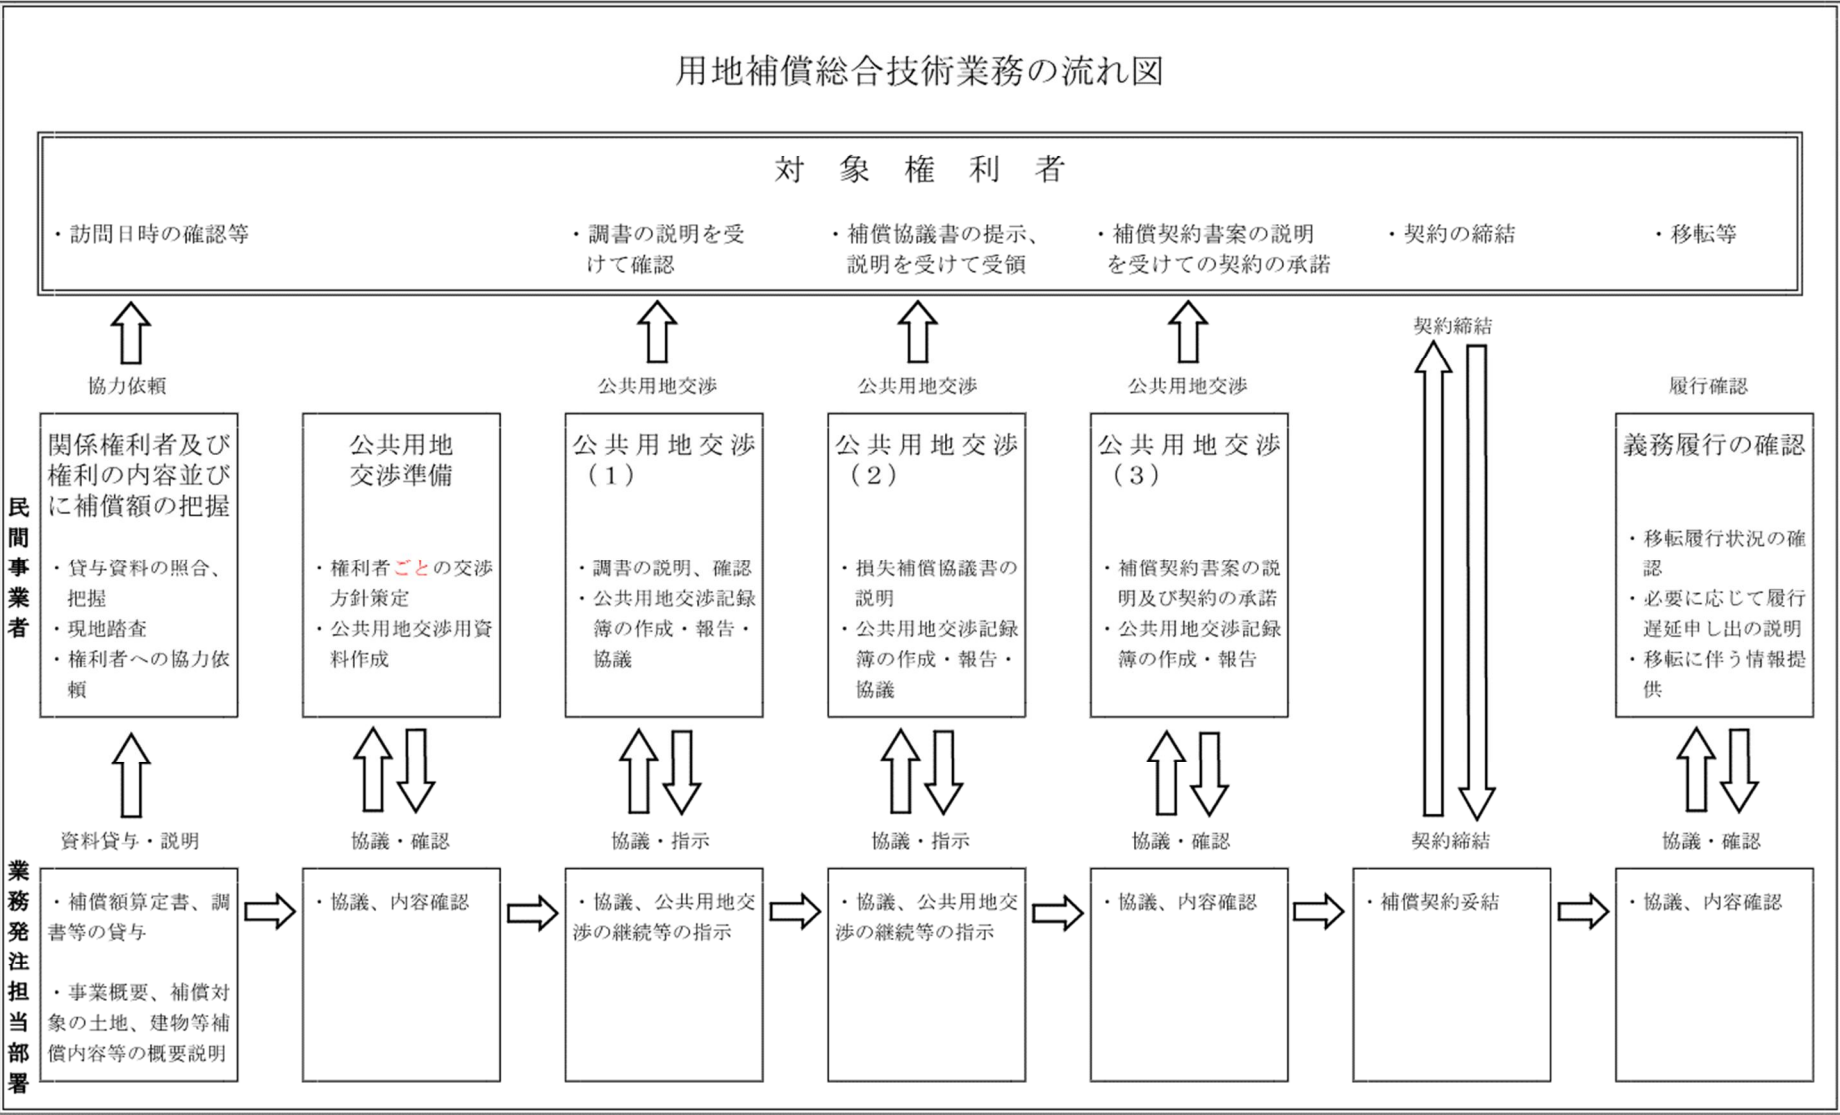 用地補償総合技術業務の流れ図
対象権利者
・訪問日時の確認等
・調書の説明を受
けて確認
・補償協議書の提示、
説明を受けて受領
・補償契約書案の説明
を受けての契約の承諾
・契約の締結
・移転等
協力依頼
公共用地交渉
公共用地交渉
公共用地交渉
契約締結
履行確認
民間事業者
関係権利者及び
権利の内容並び
に補償額の把握
・貸与資料の照合、
把握
・現地踏査
・権利者への協力依
頼
公共用地
交渉準備
・権利者ごとの交渉
方針策定
・公共用地交渉用資
料作成
公共用地交渉
(1)
・調書の説明、確認
・公共用地交渉記録
簿の作成・報告・
協議
公共用地交渉
(2)
・損失補償協議書の
説明
・公共用地交渉記録
簿の作成・報告・
協議
公共用地交渉
(3)
・補償契約書案の説
明及び契約の承諾
・公共用地交渉記録
簿の作成・報告
義務履行の確認
・移転履行状況の確
認
・必要に応じて履行
遅延申し出の説明
・移転に伴う情報提
供
資料貸与・説明
協議・確認
協議・指示
協議・指示
協議・確認
契約締結
協議・確認
業務発注担当部署
・補償額算定書、調
書等の貸与
・事業概要、補償対
象の土地、建物等補
償内容等の概要説明
・協議、内容確認
・協議、公共用地交
渉の継続等の指示
・協議、公共用地交
渉の継続等の指示
・協議、内容確認
・補償契約妥結
・協議、内容確認